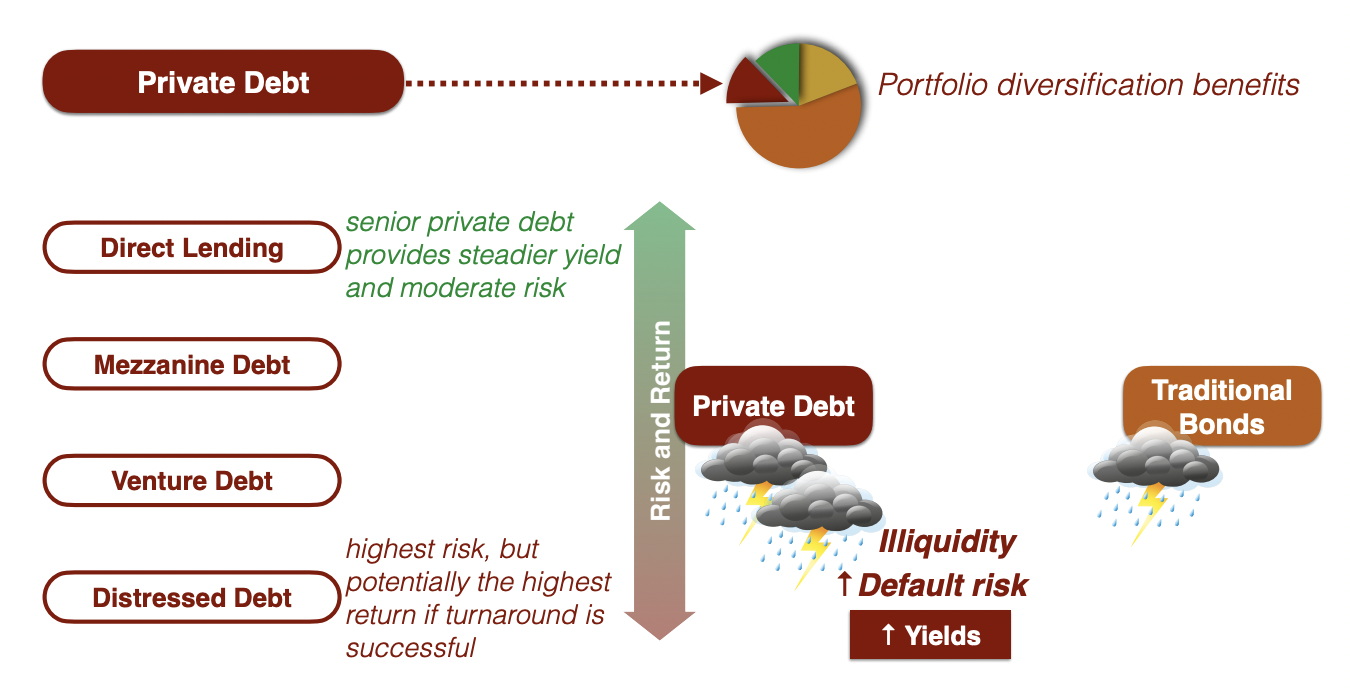 Private Debt
Portfolio diversification benefits
Direct Lending
senior private debt
provides steadier yield
and moderate risk
Mezzanine Debt
Venture Debt
Distressed Debt
highest risk, but
potentially the highest
return if turnaround is
successful
Risk and Return
Private Debt
Illiquidity
↑ Default risk
↑ Yields
Traditional
Bonds